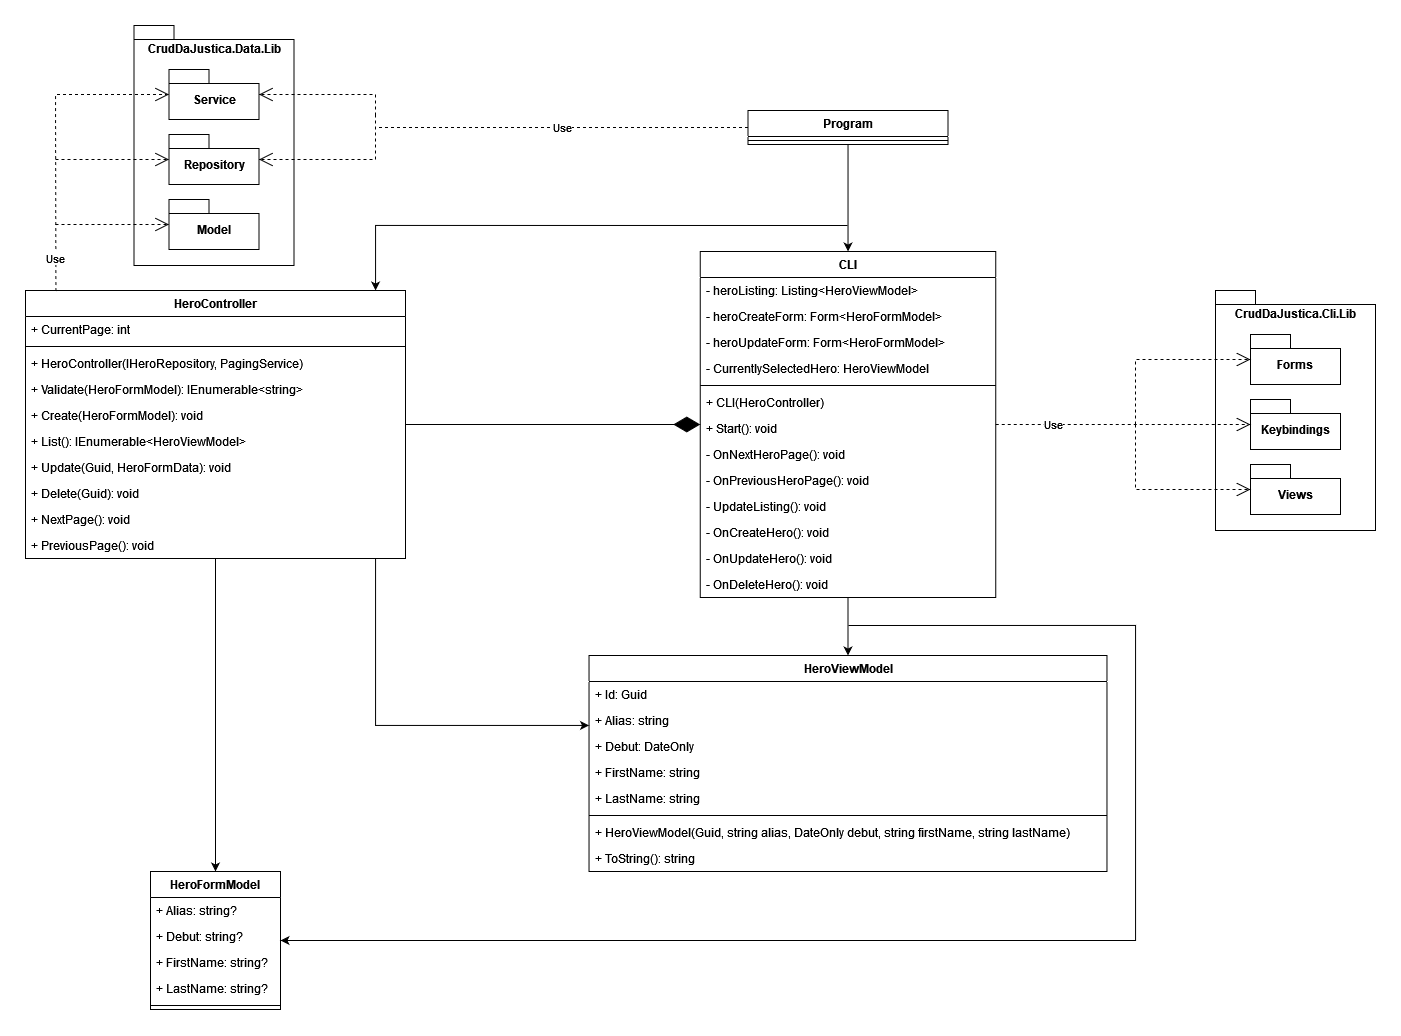 CrudDaJustica.Data.Lib
Service
Repository
Model
Use
Use
Program
HeroController
+ CurrentPage: int
+ HeroController(IHeroRepository, PagingService)
+ Validate(HeroFormModel): IEnumerable<string>
+ Create(HeroFormModel): void
+ List(): IEnumerable<HeroViewModel>
+ Update(Guid, HeroFormData): void
+ Delete(Guid): void
+ NextPage(): void
+ PreviousPage(): void
CLI
- heroListing: Listing<HeroViewModel>
- heroCreateForm: Form<HeroFormModel>
- heroUpdateForm: Form<HeroFormModel>
- CurrentlySelectedHero: HeroViewModel
+ CLI(HeroController)
+ Start(): void
- OnNextHeroPage(): void
- OnPreviousHeroPage(): void
- UpdateListing(): void
- OnCreateHero(): void
- OnUpdateHero(): void
- OnDeleteHero(): void
Use
CrudDaJustica.Cli.Lib
Forms
Keybindings
Views
HeroViewModel
+ Id: Guid
+ Alias: string
+ Debut: DateOnly
+ FirstName: string
+ LastName: string
+ HeroViewModel(Guid, string alias, DateOnly debut, string firstName, string lastName)
+ ToString(): string
HeroFormModel
+ Alias: string?
+ Debut: string?
+ FirstName: string?
+ LastName: string?